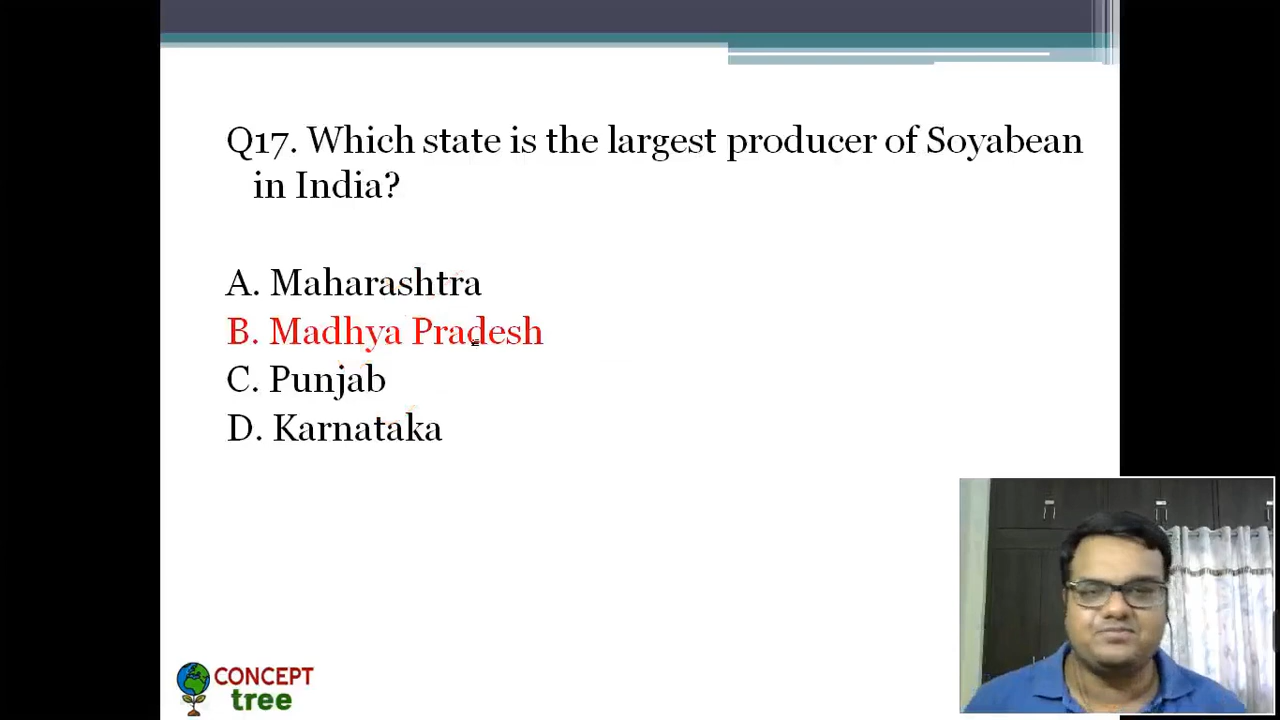 Q17. Which state is the largest producer of Soyabean
in India?
A. Maharashtra
B. Madhya Pradesh
C. Punjab
D. Karnataka
CONCEPT
tree